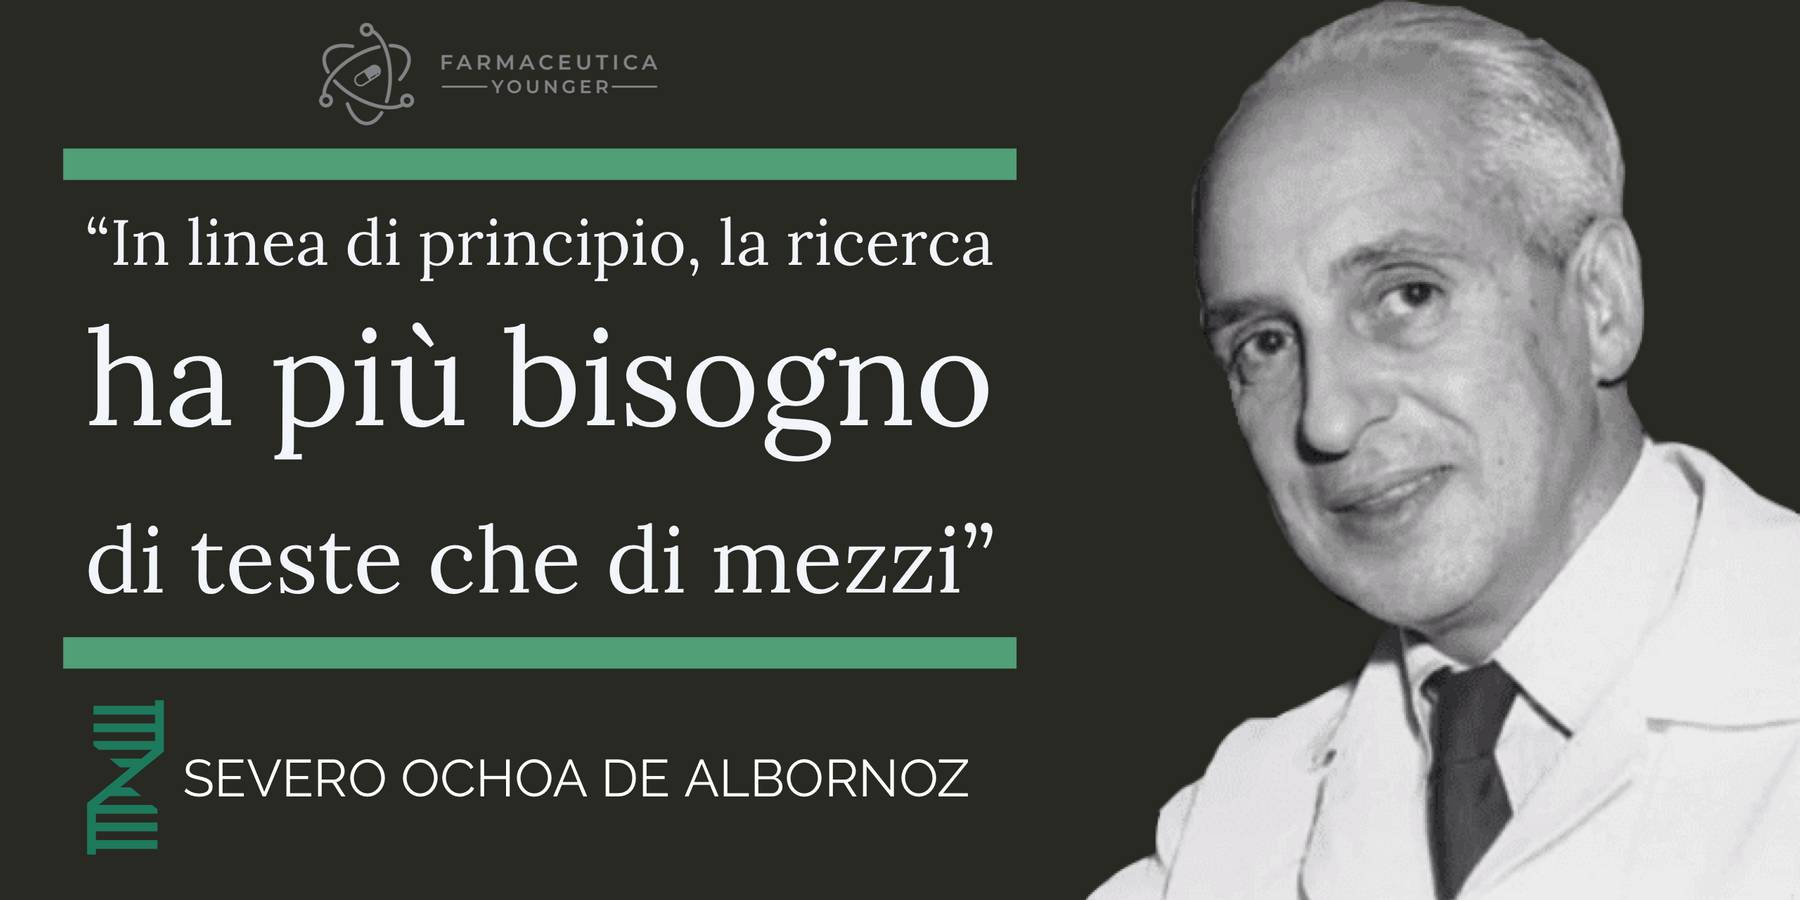 FARMACEUTICA
YOUNGER
“In linea di principio, la ricerca
ha più bisogno
di teste che di mezzi”
SEVERO OCHOA DE ALBORNOZ